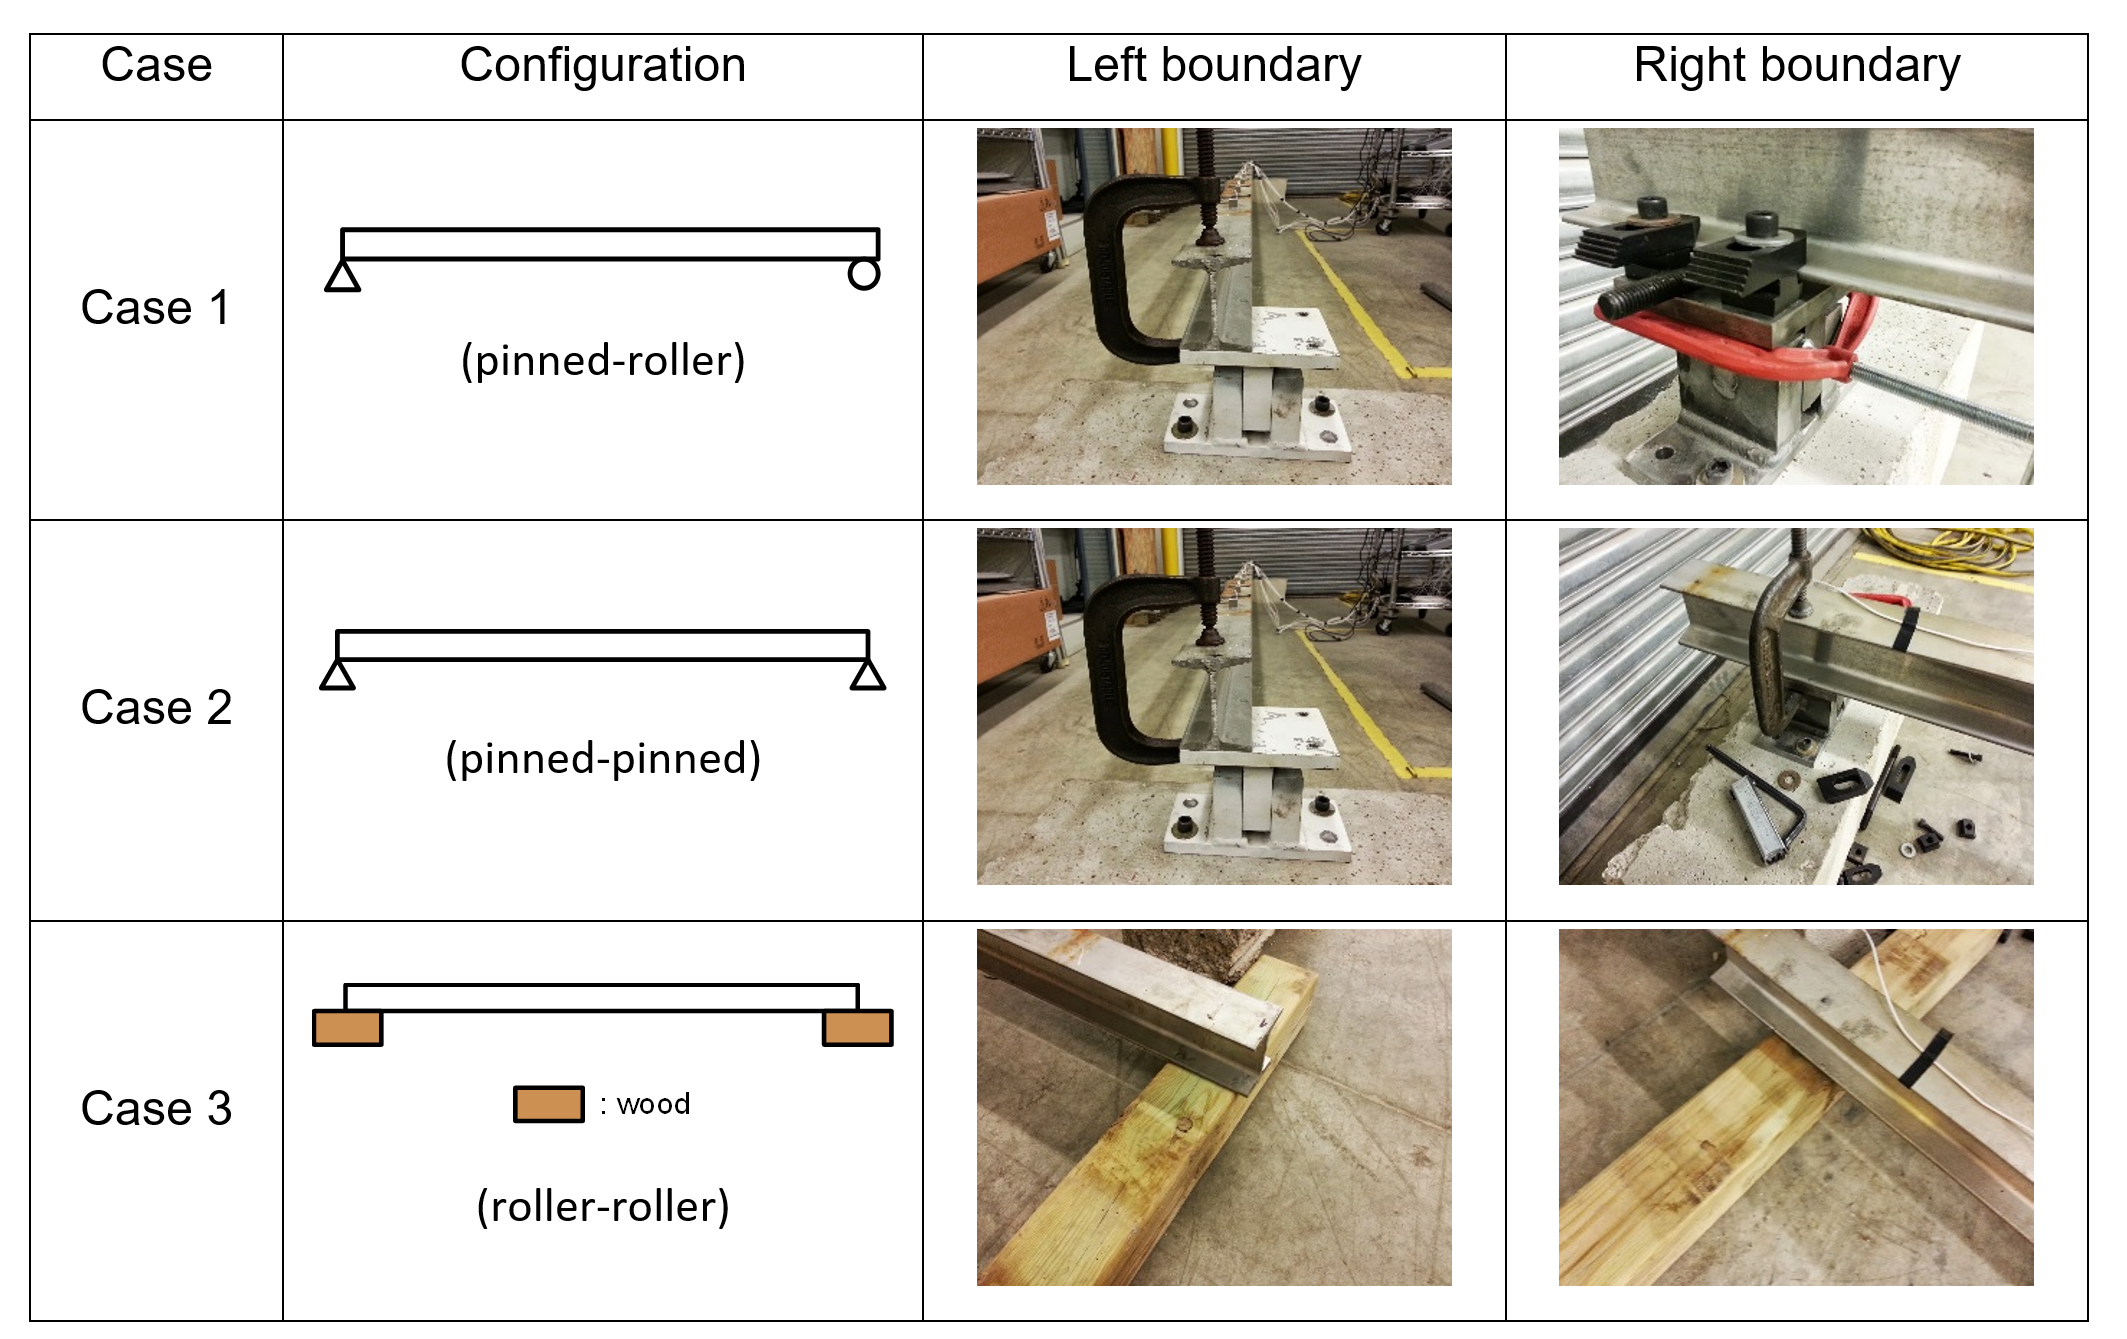 Case
Configuration
Left boundary
Right boundary
Case 1
(pinned-roller)
Case 2
(pinned-pinned)
Case 3
: wood
(roller-roller)